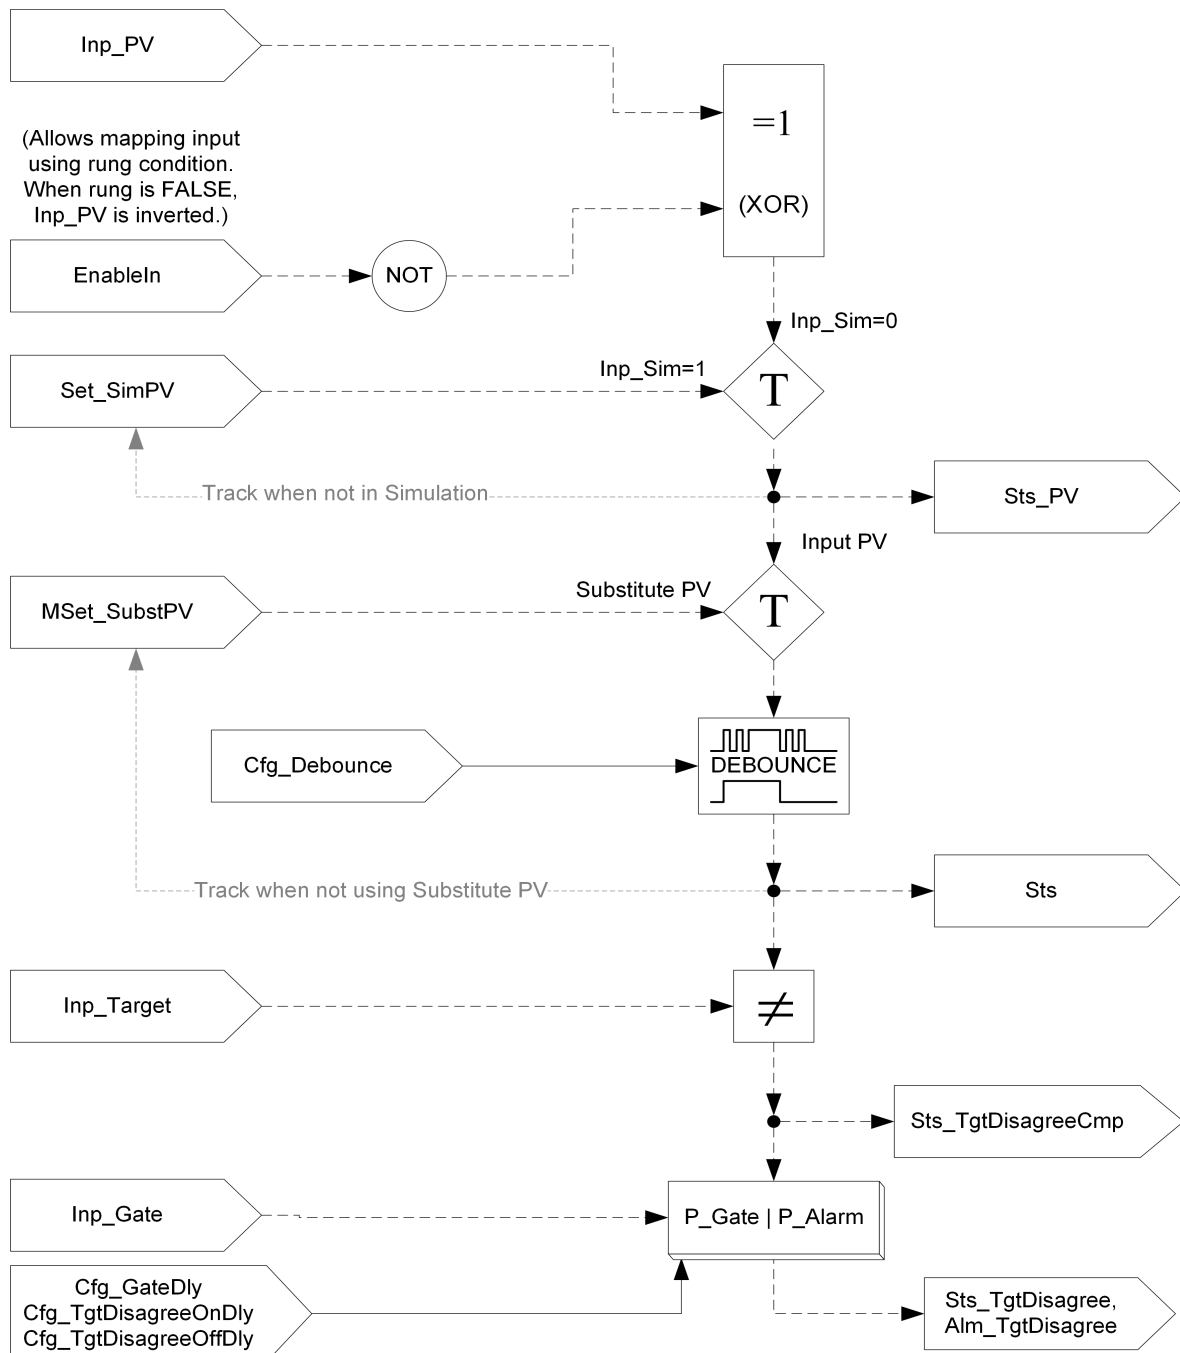 Inp_PV
(Allows mapping input
using rung condition.
When rung is FALSE,
Inp_PV is inverted.)
=1
(XOR)
EnableIn
NOT
Inp_Sim=0
Set_SimPV
Inp_Sim=1
T
Track when not in Simulation
Sts_PV
Input PV
MSet_SubstPV
Substitute PV
T
Cfg_Debounce
DEBOUNCE
Track when not using Substitute PV
Sts
Inp_Target
≠
Sts_TgtDisagreeCmp
Inp_Gate
P_Gate | P_Alarm
Cfg_GateDly
Cfg_TgtDisagreeOnDly
Cfg_TgtDisagreeOffDly
Sts_TgtDisagree,
Alm_TgtDisagree